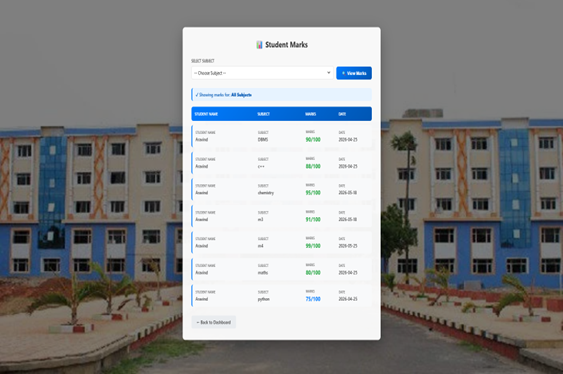 Student Marks
SELECT SUBJECT
-- Choose Subject --
View Marks
✓ Showing marks for: All Subjects
STUDENT NAME SUBJECT MARKS DATE
STUDENT NAME SUBJECT MARKS DATE
Aravind DBMS 90/100 2026-04-25
STUDENT NAME SUBJECT MARKS DATE
Aravind c++ 88/100 2026-04-25
STUDENT NAME SUBJECT MARKS DATE
Aravind chemistry 95/100 2026-05-18
STUDENT NAME SUBJECT MARKS DATE
Aravind m3 91/100 2026-05-18
STUDENT NAME SUBJECT MARKS DATE
Aravind 99/100 2026-05-25
STUDENT NAME SUBJECT MARKS DATE
Aravind maths 80/100 2026-04-25
STUDENT NAME SUBJECT MARKS DATE
Aravind python 75/100 2026-04-25
← Back to Dashboard